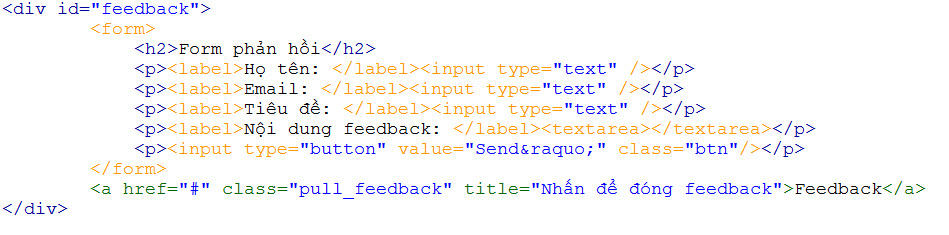 <div id="feedback">
<form>
<h2>Form phản hồi</h2>
<p><label>Họ tên: </label><input type="text" /></p>
<p><label>Email: </label><input type="text" /></p>
<p><label>Tiêu đề: </label><input type="text" /></p>
<p><label>Nội dung feedback: </label><textarea></textarea></p>
<p><input type="button" value="Send&raquo;" class="btn"/></p>
</form>
<a href="#" class="pull_feedback" title="Nhấn để đóng feedback">Feedback</a>
</div>